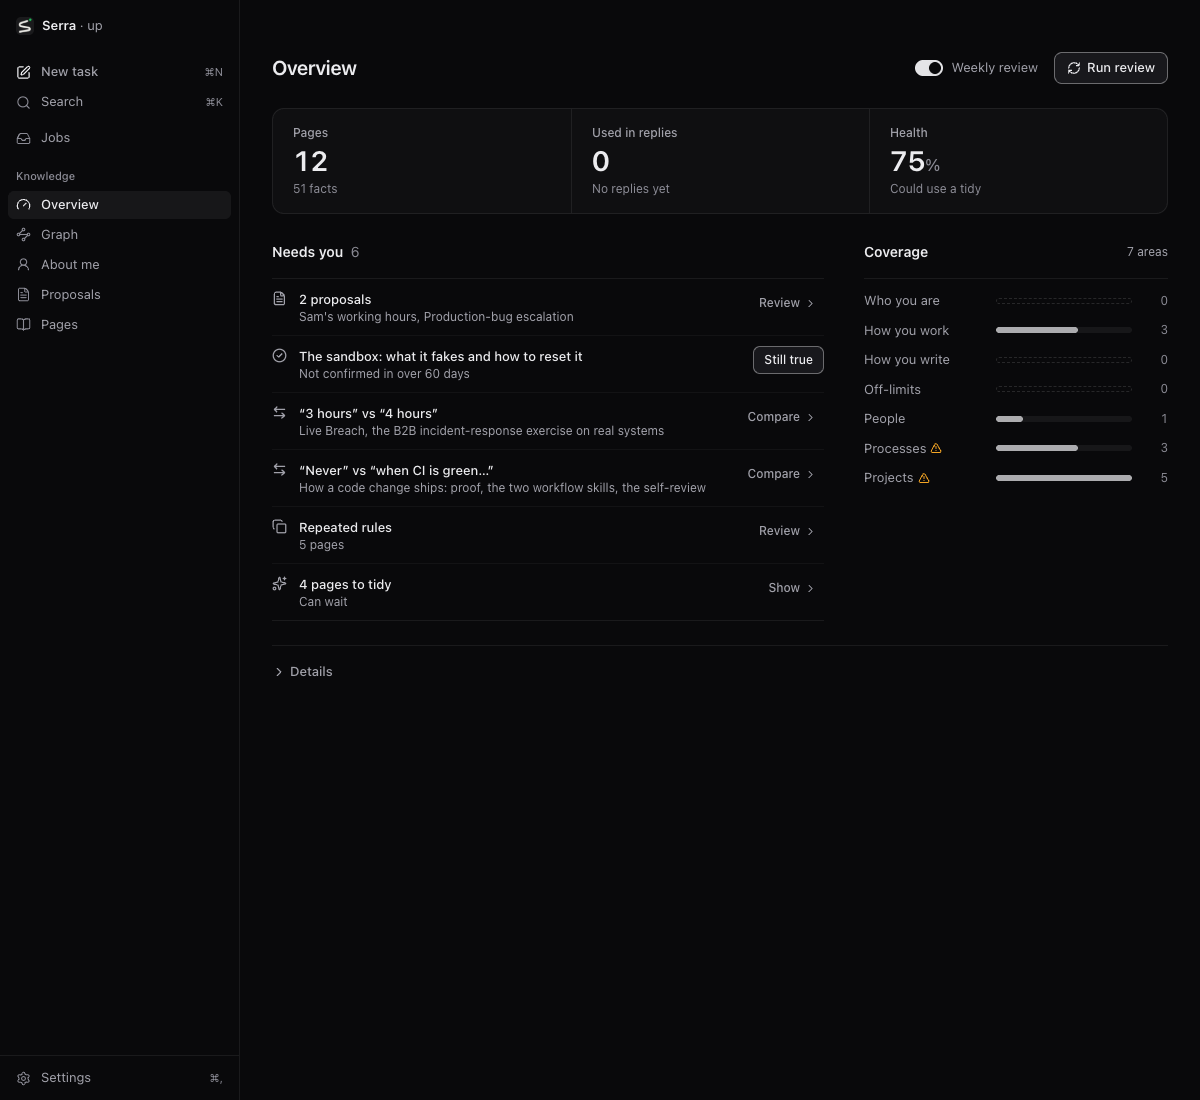 Serra · up
New task ⌘N
Search ⌘K
Jobs
Knowledge
Overview
Graph
About me
Proposals
Pages
Settings ⌘,
Overview
Weekly review
Run review
Pages
12
51 facts
Used in replies
0
No replies yet
Health
75%
Could use a tidy
Needs you 6
2 proposals
Sam's working hours, Production-bug escalation
Review
The sandbox: what it fakes and how to reset it
Not confirmed in over 60 days
Still true
“3 hours” vs “4 hours”
Live Breach, the B2B incident-response exercise on real systems
Compare
“Never” vs “when CI is green…”
How a code change ships: proof, the two workflow skills, the self-review
Compare
Repeated rules
5 pages
Review
4 pages to tidy
Can wait
Show
Coverage 7 areas
Who you are 0
How you work 3
How you write 0
Off-limits 0
People 1
Processes 3
Projects 5
Details